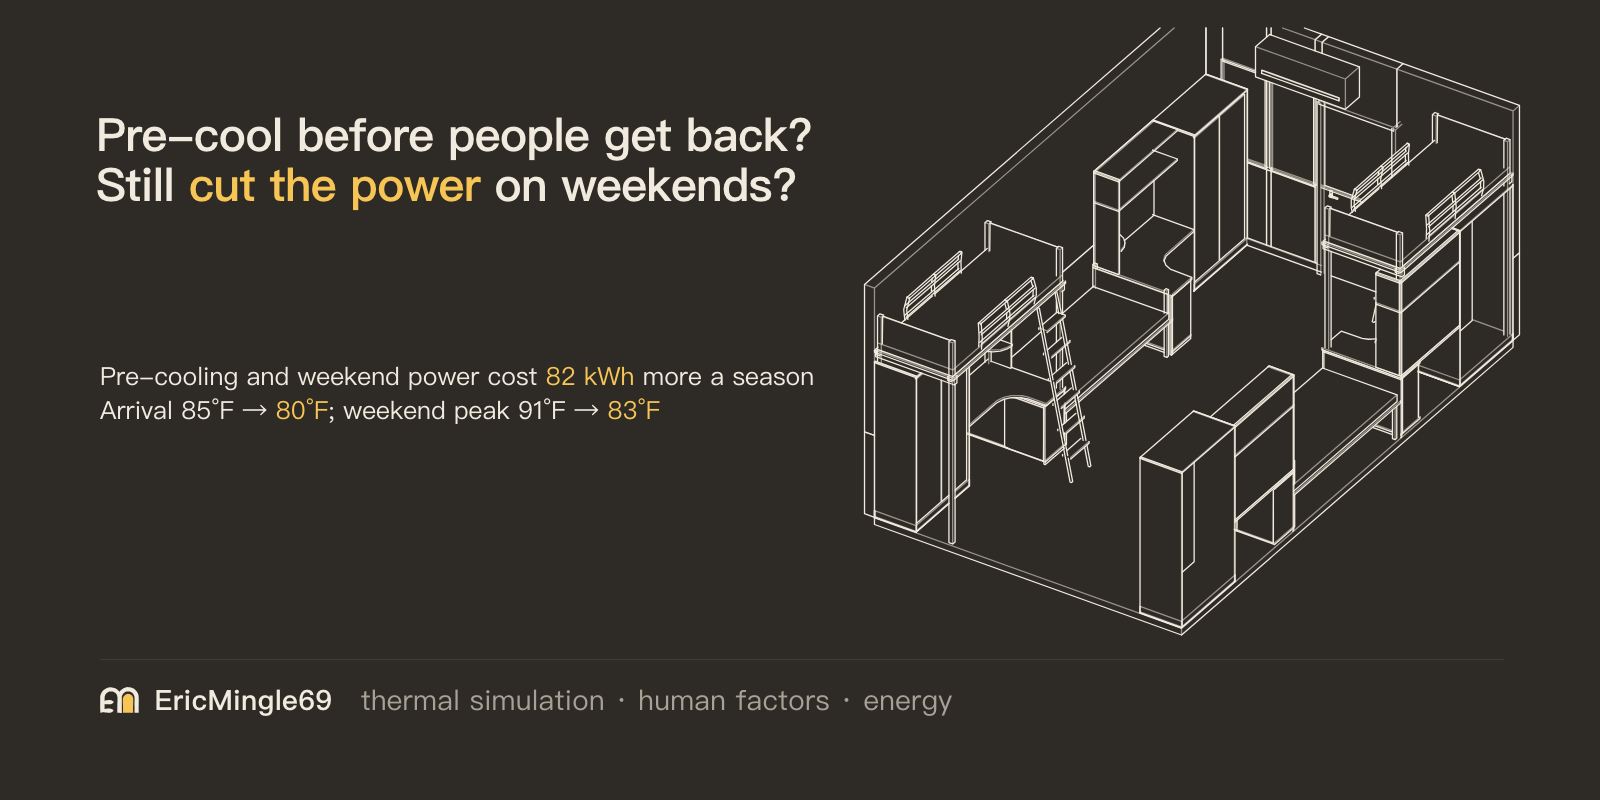 Pre–cool before people get back?
Still cut the power on weekends?
Pre–cooling and weekend power cost 82 kWh more a season
Arrival 85°F → 80°F; weekend peak 91°F → 83°F
EricMingle69 thermal simulation · human factors · energy